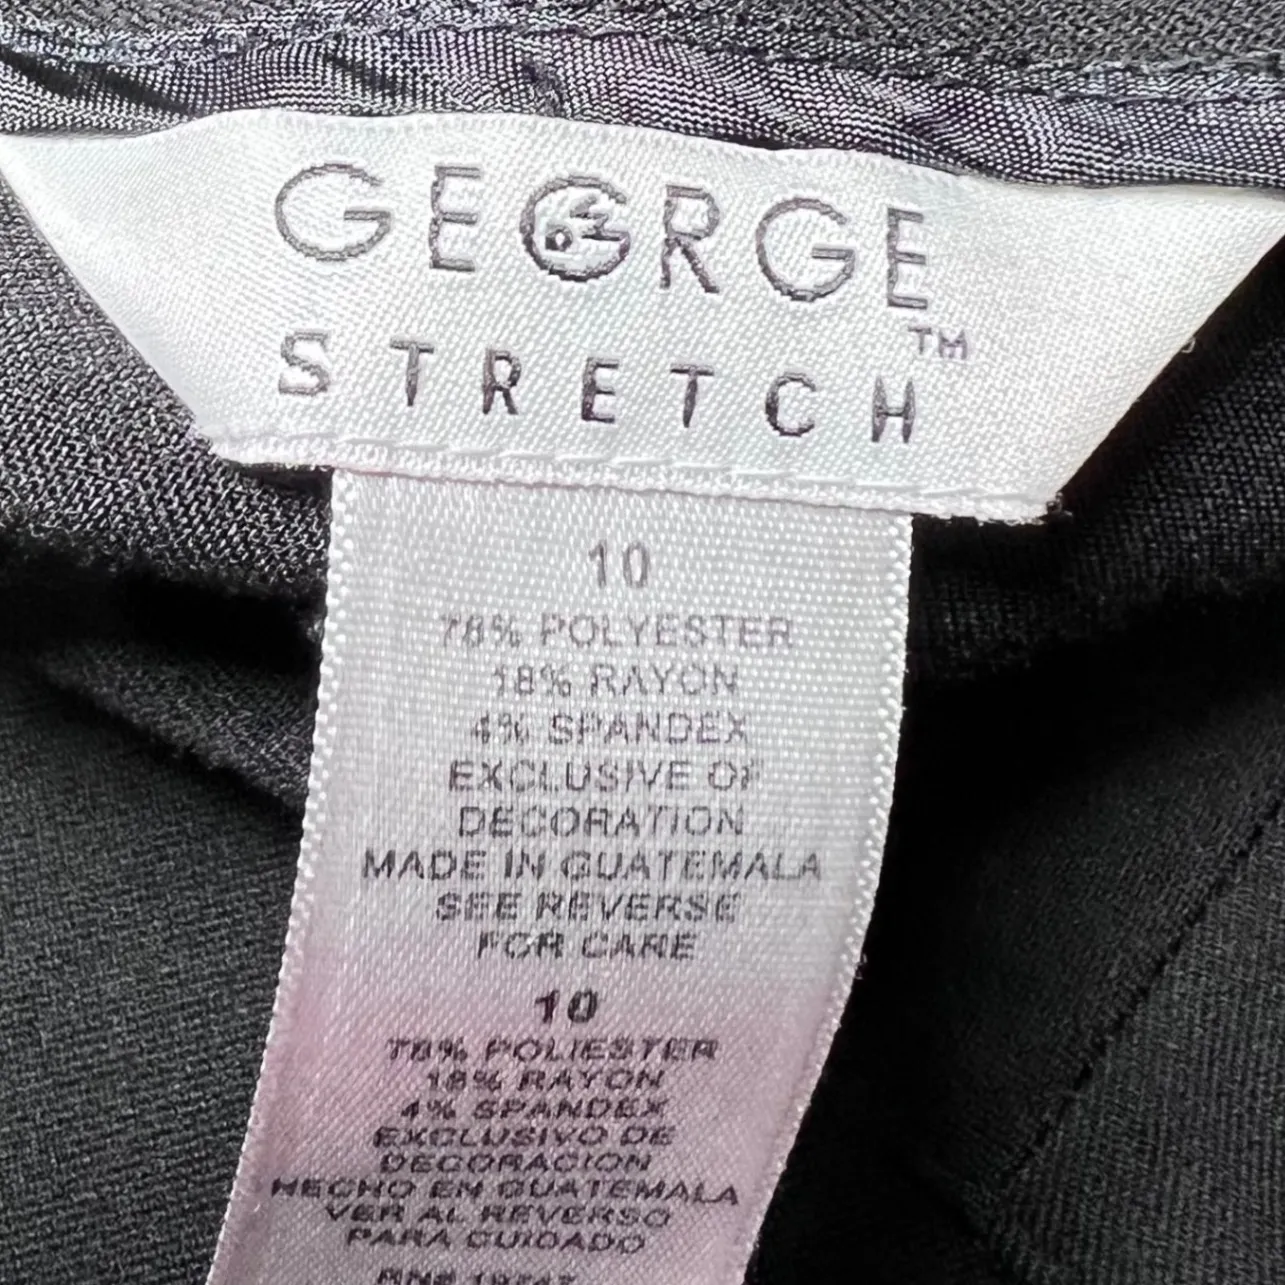 GEORGE
STRETCH™
10
78% POLYESTER
18% RAYON
4% SPANDEX
EXCLUSIVE OF
DECORATION
MADE IN GUATEMALA
SEE REVERSE
FOR CARE
10
78% POLIESTER
18% RAYON
4% SPANDEX
EXCLUSIVO DE
DECORACION
HECHO EN GUATEMALA
VER AL REVERSO
PARA CUIDADO